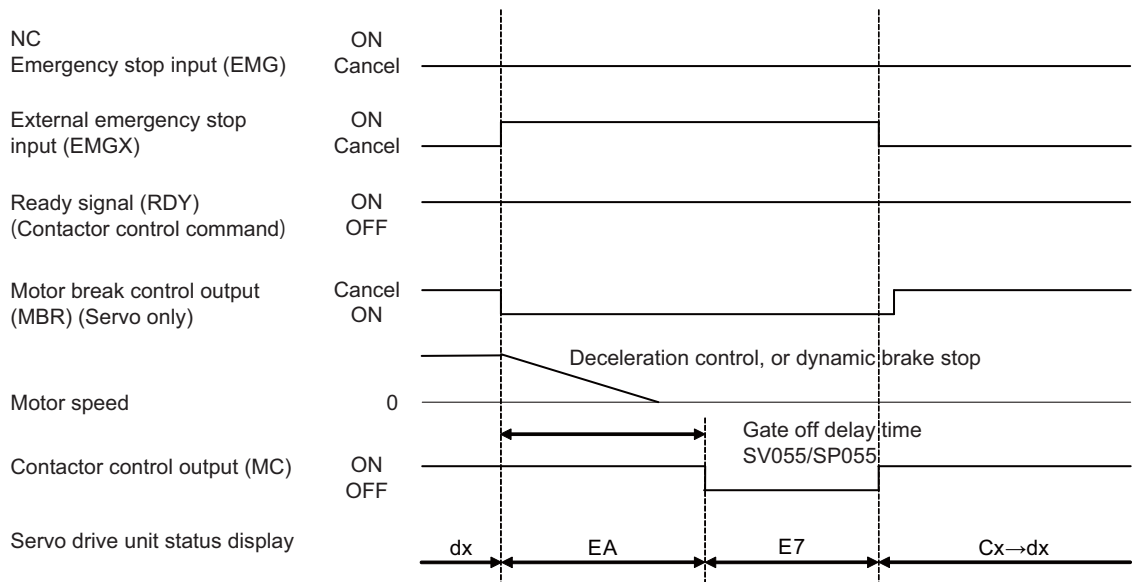 NC ON
Emergency stop input (EMG) Cancel
External emergency stop ON
input (EMGX) Cancel
Ready signal (RDY) ON
(Contactor control command) OFF
Motor break control output Cancel
(MBR) (Servo only) ON
Deceleration control, or dynamic brake stop
Motor speed 0
Gate off delay time
SV055/SP055
Contactor control output (MC) ON
OFF
Servo drive unit status display dx EA E7 Cx→dx